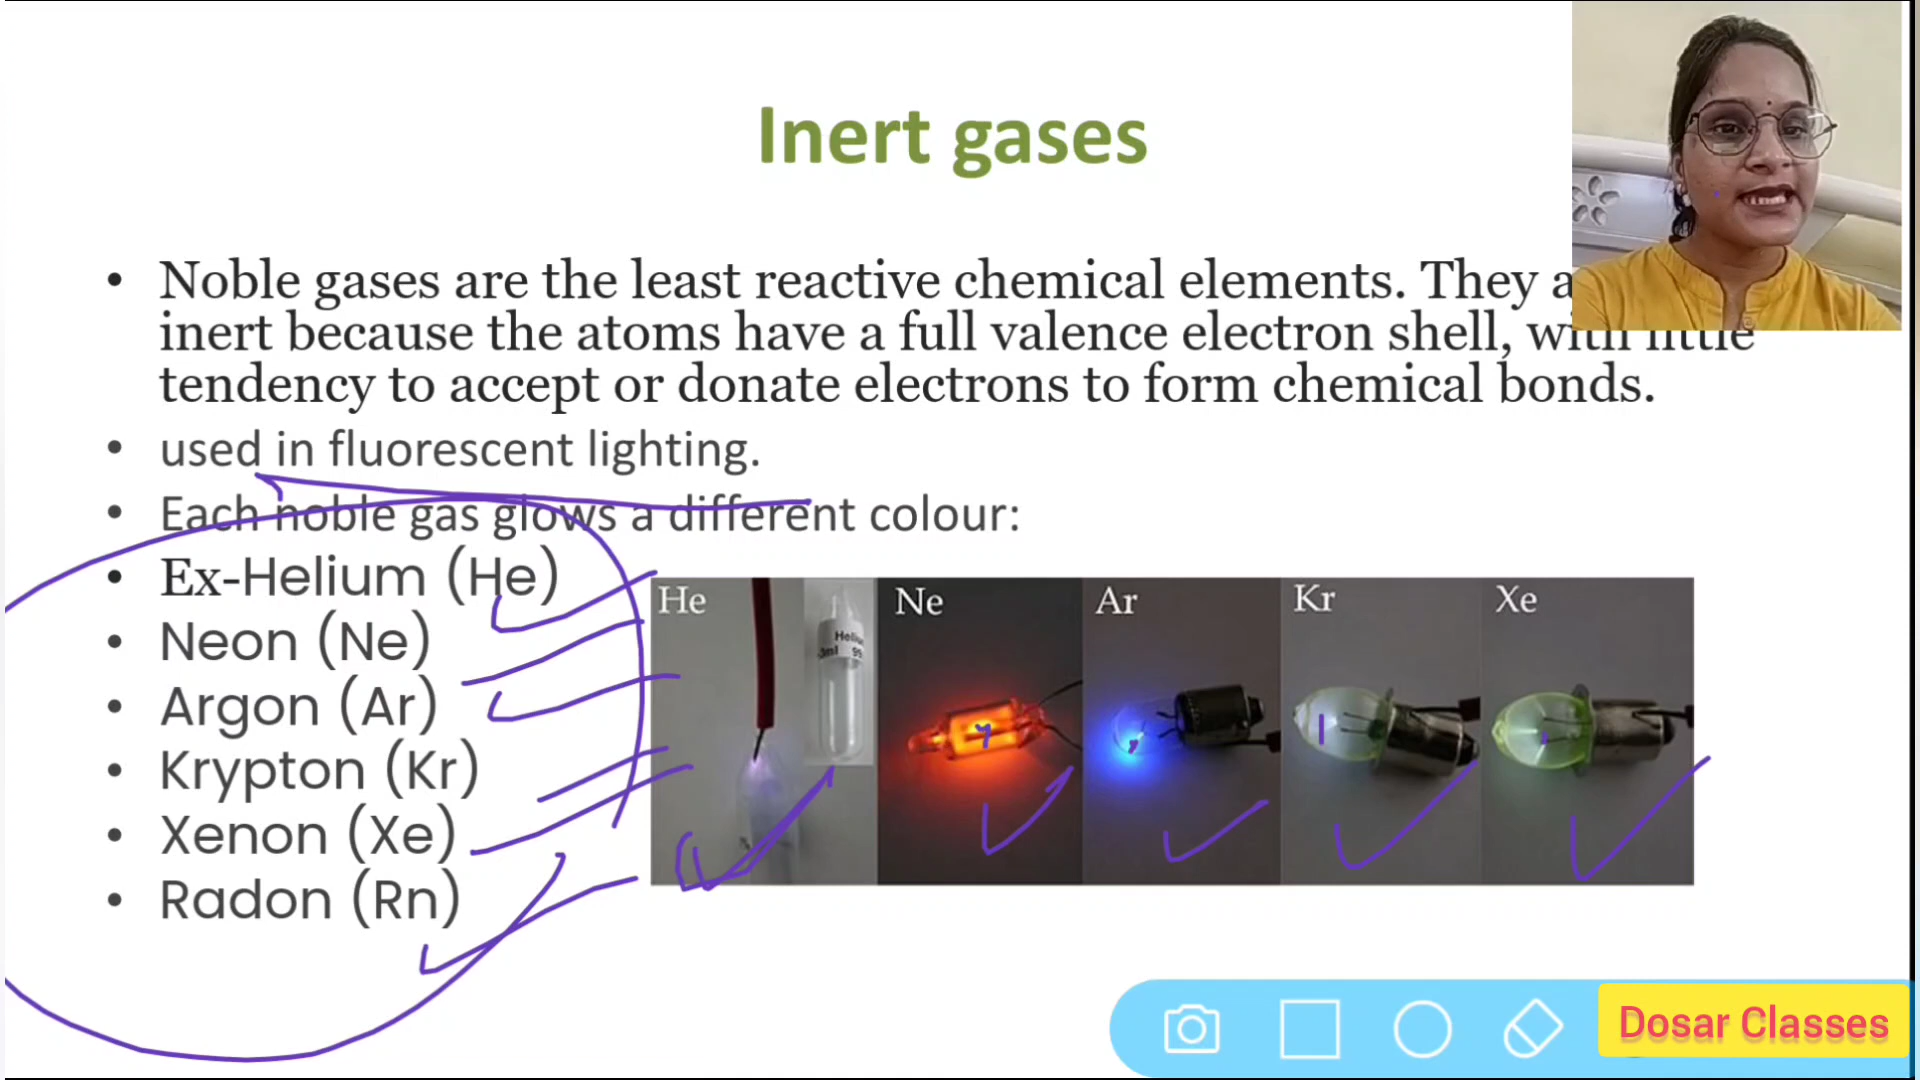 Inert gases
• Noble gases are the least reactive chemical elements. They a
inert because the atoms have a full valence electron shell, with little
tendency to accept or donate electrons to form chemical bonds.
• used in fluorescent lighting.
• Each noble gas glows a different colour:
• Ex-Helium (He)
• Neon (Ne)
• Argon (Ar)
• Krypton (Kr)
• Xenon (Xe)
• Radon (Rn)
He Ne Ar Kr Xe
Dosar Classes